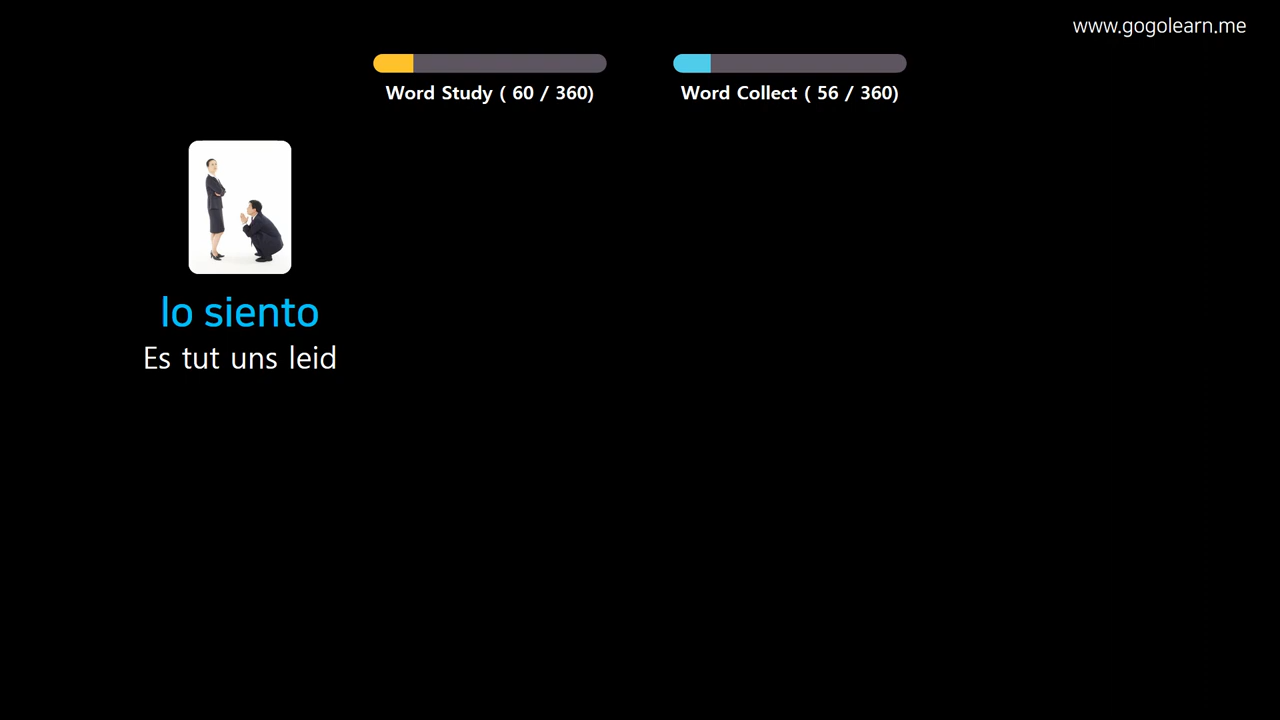 www.gogolearn.me
Word Study ( 60 / 360)
Word Collect ( 56 / 360)
lo siento
Es tut uns leid